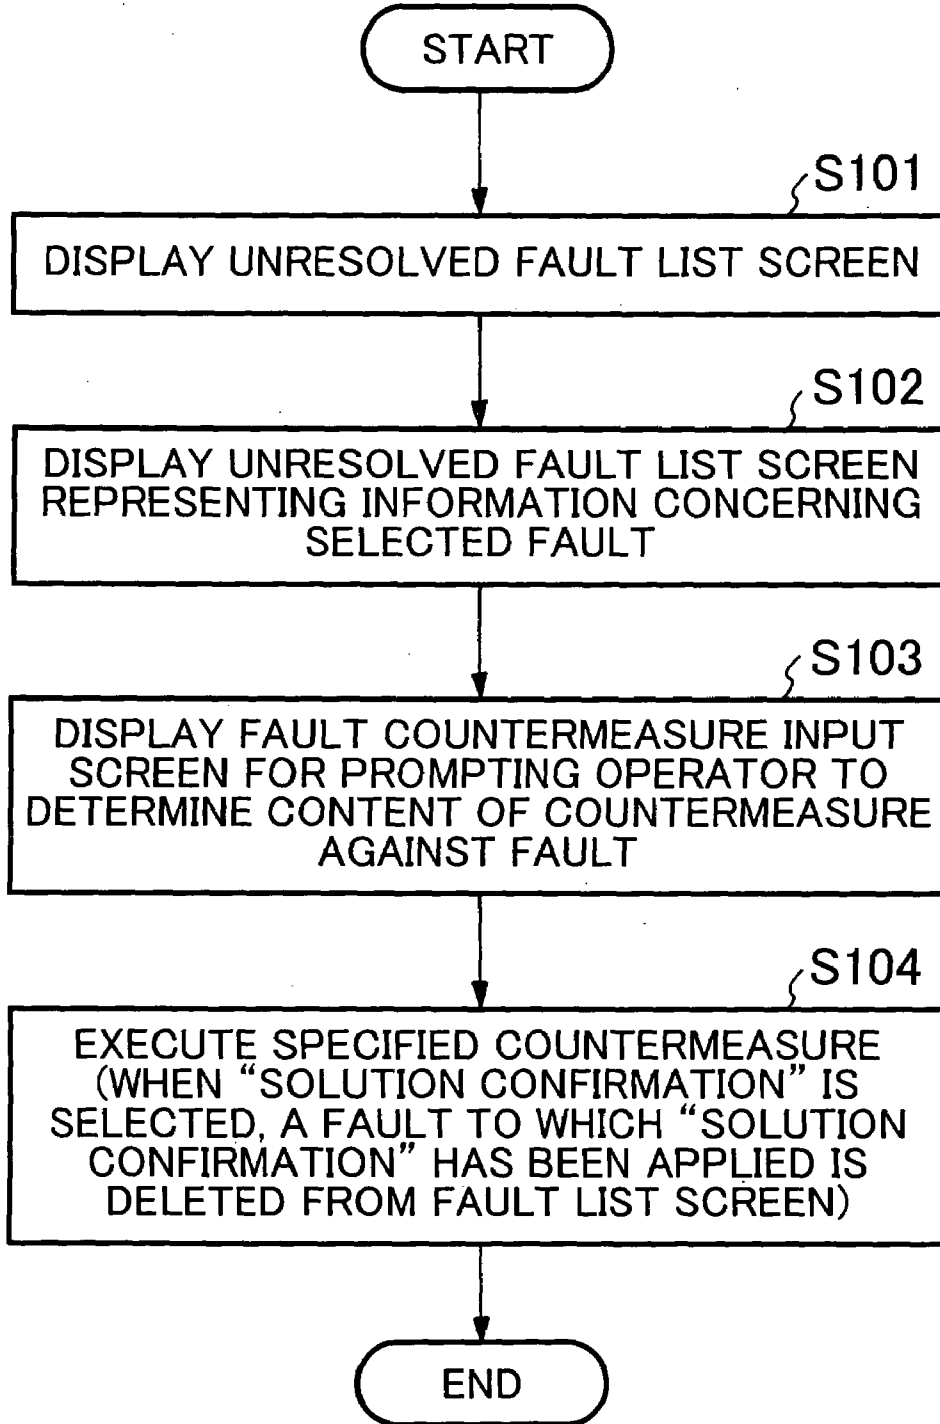 START
S101
DISPLAY UNRESOLVED FAULT LIST SCREEN
S102
DISPLAY UNRESOLVED FAULT LIST SCREEN
REPRESENTING INFORMATION CONCERNING
SELECTED FAULT
S103
DISPLAY FAULT COUNTERMEASURE INPUT
SCREEN FOR PROMPTING OPERATOR TO
DETERMINE CONTENT OF COUNTERMEASURE
AGAINST FAULT
S104
EXECUTE SPECIFIED COUNTERMEASURE
(WHEN “SOLUTION CONFIRMATION” IS
SELECTED, A FAULT TO WHICH “SOLUTION
CONFIRMATION” HAS BEEN APPLIED IS
DELETED FROM FAULT LIST SCREEN)
END